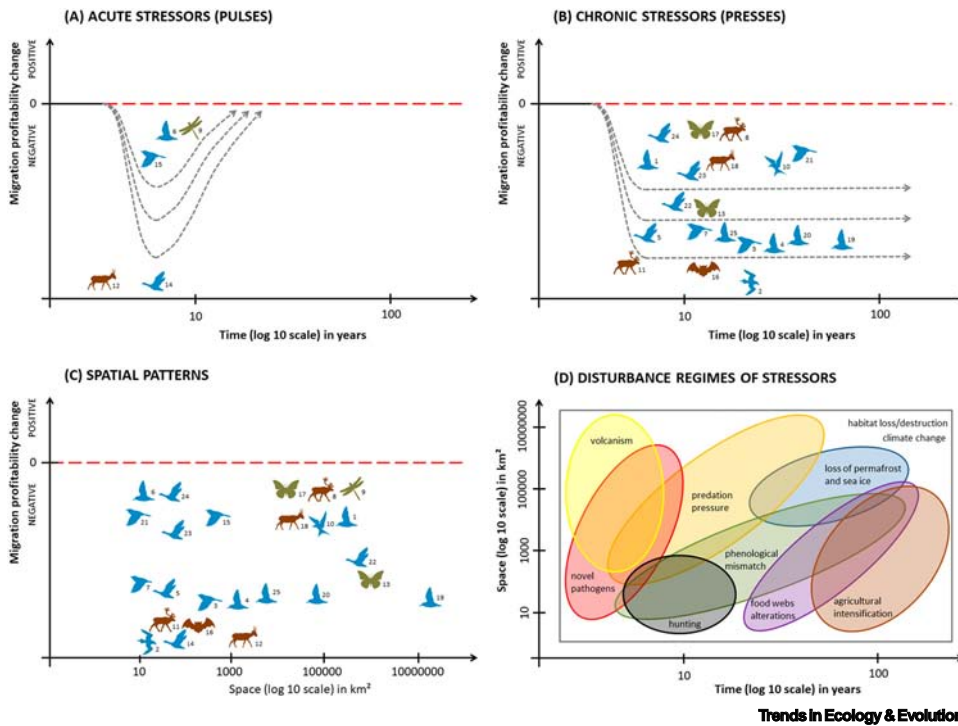 (A) ACUTE STRESSORS (PULSES)
Migration profitability change
POSITIVE
0
NEGATIVE
6
9
15
12
14
10
100
Time (log 10 scale) in years
(B) CHRONIC STRESSORS (PRESSES)
Migration profitability change
POSITIVE
0
NEGATIVE
24
17
8
1
23
18
10
21
22
13
5
7
25
3
4
20
19
11
16
2
10
100
Time (log 10 scale) in years
(C) SPATIAL PATTERNS
Migration profitability change
POSITIVE
0
NEGATIVE
6
24
17
8
9
21
23
15
18
10
1
22
13
7
5
3
4
25
20
19
11
16
2
14
12
10
1000
100000
10000000
Space (log 10 scale) in km²
(D) DISTURBANCE REGIMES OF STRESSORS
Space (log 10 scale) in km²
10000000
100000
1000
10
habitat loss/destruction
climate change
volcanism
loss of permafrost
and sea ice
predation
pressure
phenological
mismatch
novel
pathogens
hunting
food webs
alterations
agricultural
intensification
10
100
Time (log 10 scale) in years
Trends in Ecology & Evolution